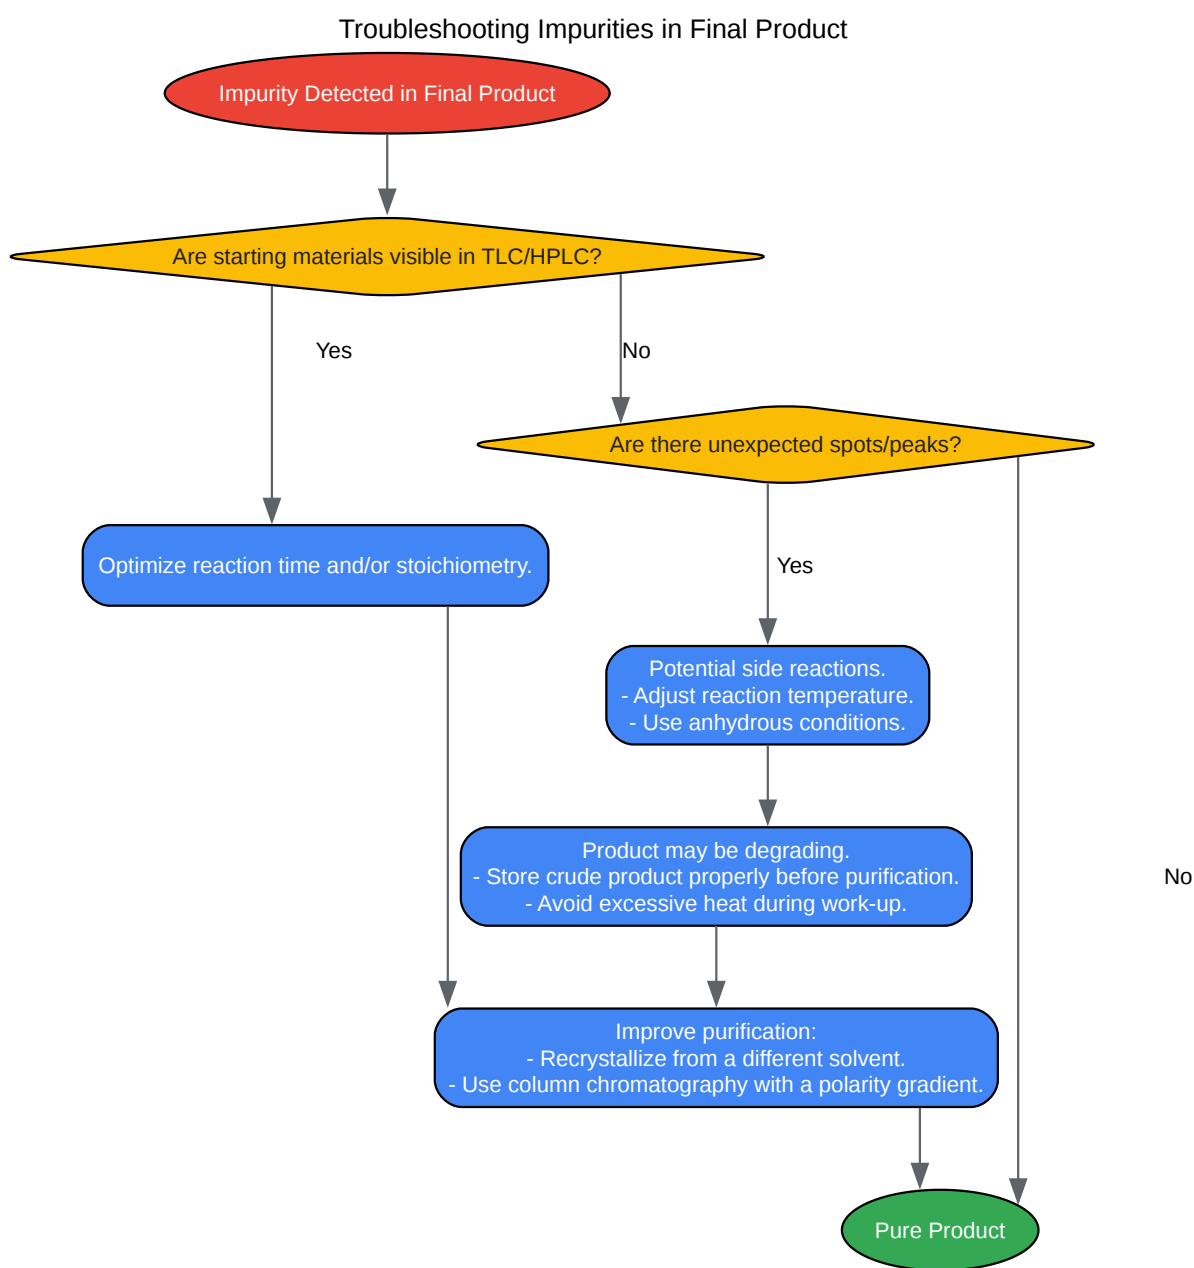 Troubleshooting Impurities in Final Product
Impurity Detected in Final Product
Are starting materials visible in TLC/HPLC?
Yes
No
Are there unexpected spots/peaks?
Optimize reaction time and/or stoichiometry.
Yes
Potential side reactions.
- Adjust reaction temperature.
- Use anhydrous conditions.
Product may be degrading.
- Store crude product properly before purification.
- Avoid excessive heat during work-up.
No
Improve purification:
- Recrystallize from a different solvent.
- Use column chromatography with a polarity gradient.
Pure Product